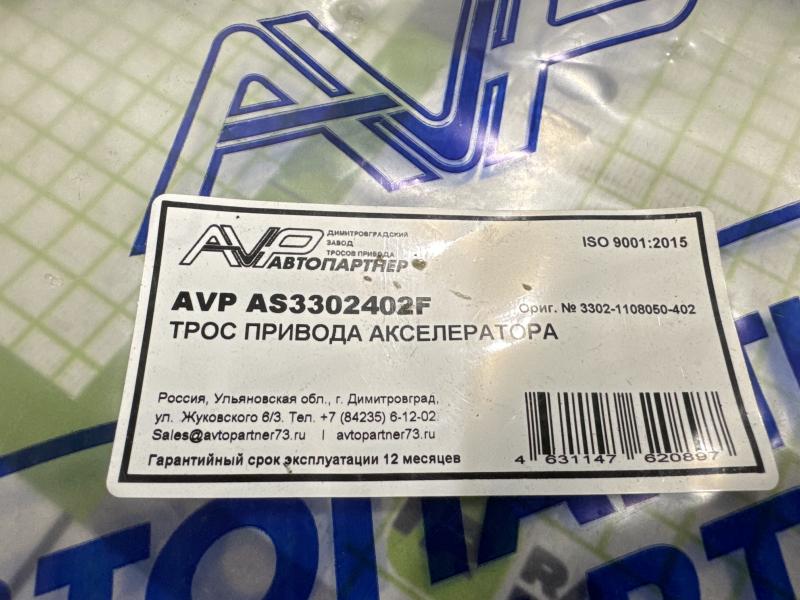 AVP
AVP
ДИМИТРОВГРАДСКИЙ
ЗАВОД
ТРОСОВ ПРИВОДА
АВТОПАРТНЕР
ISO 9001:2015
AVP AS3302402F
Ориг. № 3302-1108050-402
ТРОС ПРИВОДА АКСЕЛЕРАТОРА
Россия, Ульяновская обл., г. Димитровград,
ул. Жуковского 6/3. Тел. +7 (84235) 6-12-02
Sales@avtopartner73.ru | avtopartner73.ru
Гарантийный срок эксплуатации 12 месяцев
4 631147 620897